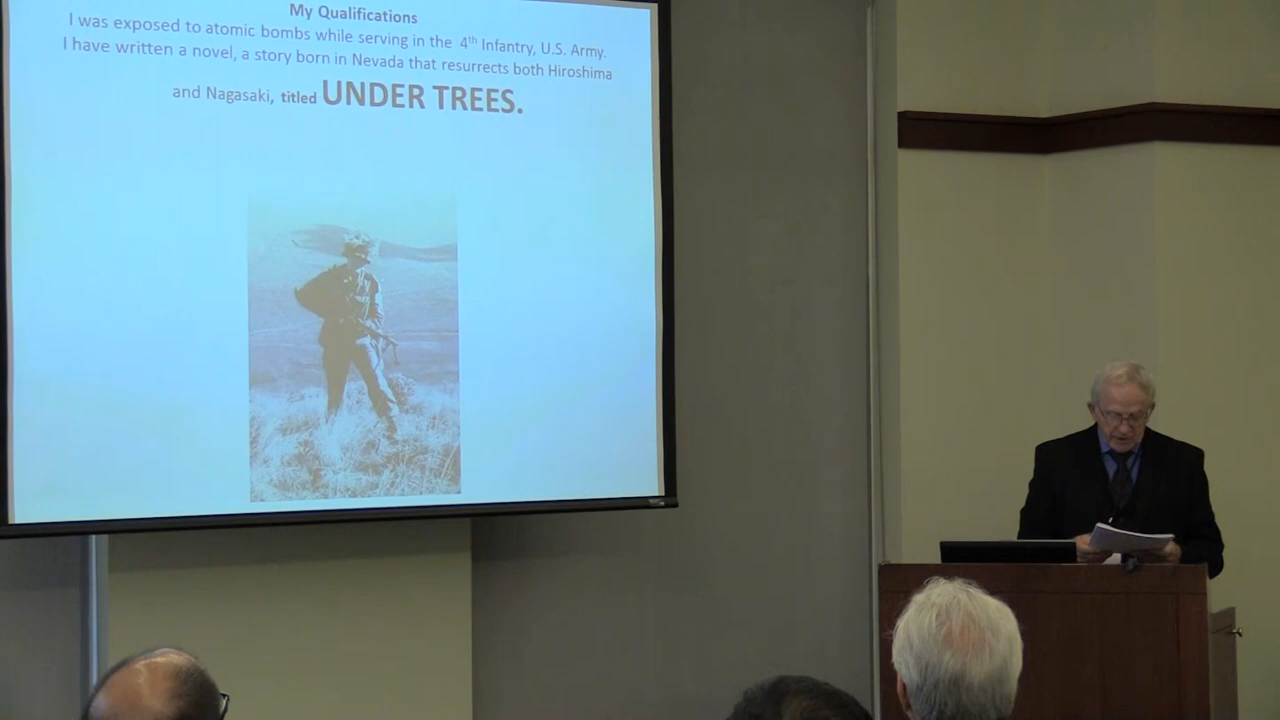 My Qualifications
I was exposed to atomic bombs while serving in the 4th Infantry, U.S. Army.
I have written a novel, a story born in Nevada that resurrects both Hiroshima
and Nagasaki, titled UNDER TREES.